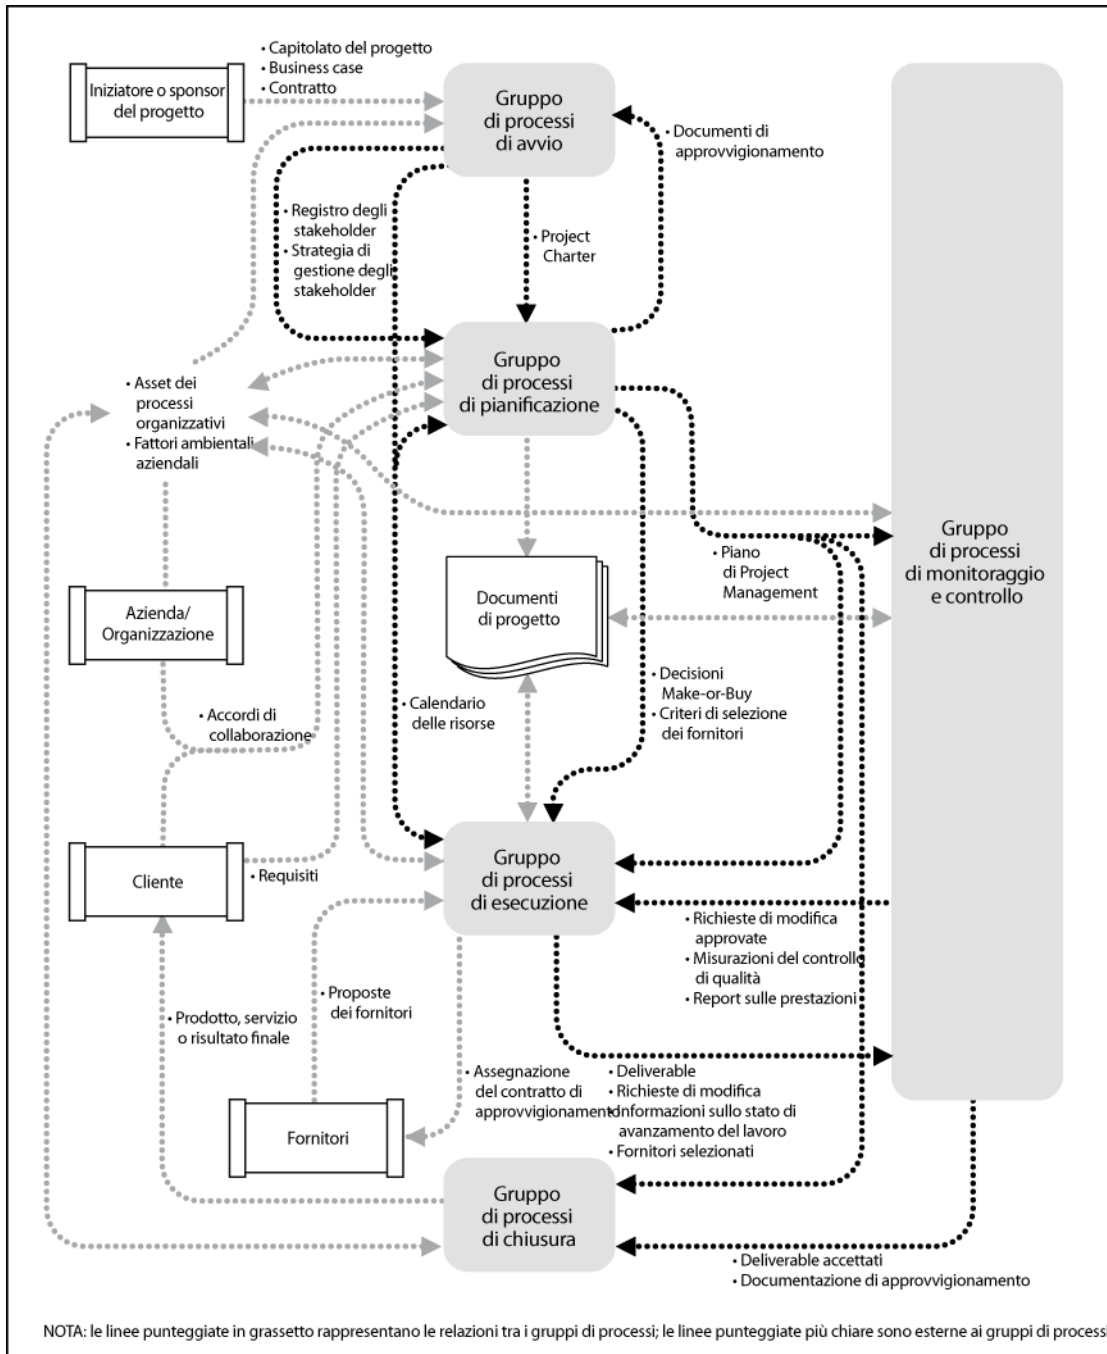 • Capitolato del progetto
• Business case
• Contratto
Iniziatore o sponsor
del progetto
Gruppo
di processi
di avvio
• Documenti di
approvvigionamento
• Registro degli
stakeholder
• Strategia di
gestione degli
stakeholder
• Project
Charter
Gruppo
di processi
di pianificazione
• Asset dei
processi
organizzativi
• Fattori ambientali
aziendali
Gruppo
di processi
di monitoraggio
e controllo
• Piano
di Project
Management
Azienda/
Organizzazione
Documenti
di progetto
• Decisioni
Make-or-Buy
• Criteri di selezione
dei fornitori
• Calendario
delle risorse
• Accordi di
collaborazione
Cliente
• Requisiti
Gruppo
di processi
di esecuzione
• Richieste di modifica
approvate
• Misurazioni del controllo
di qualità
• Report sulle prestazioni
• Proposte
dei fornitori
• Prodotto, servizio
o risultato finale
• Assegnazione
del contratto di
approvvigionamento
• Deliverable
• Richieste di modifica
• Informazioni sullo stato di
avanzamento del lavoro
• Fornitori selezionati
Fornitori
Gruppo
di processi
di chiusura
• Deliverable accettati
• Documentazione di approvvigionamento
NOTA: le linee punteggiate in grassetto rappresentano le relazioni tra i gruppi di processi; le linee punteggiate più chiare sono esterne ai gruppi di processi